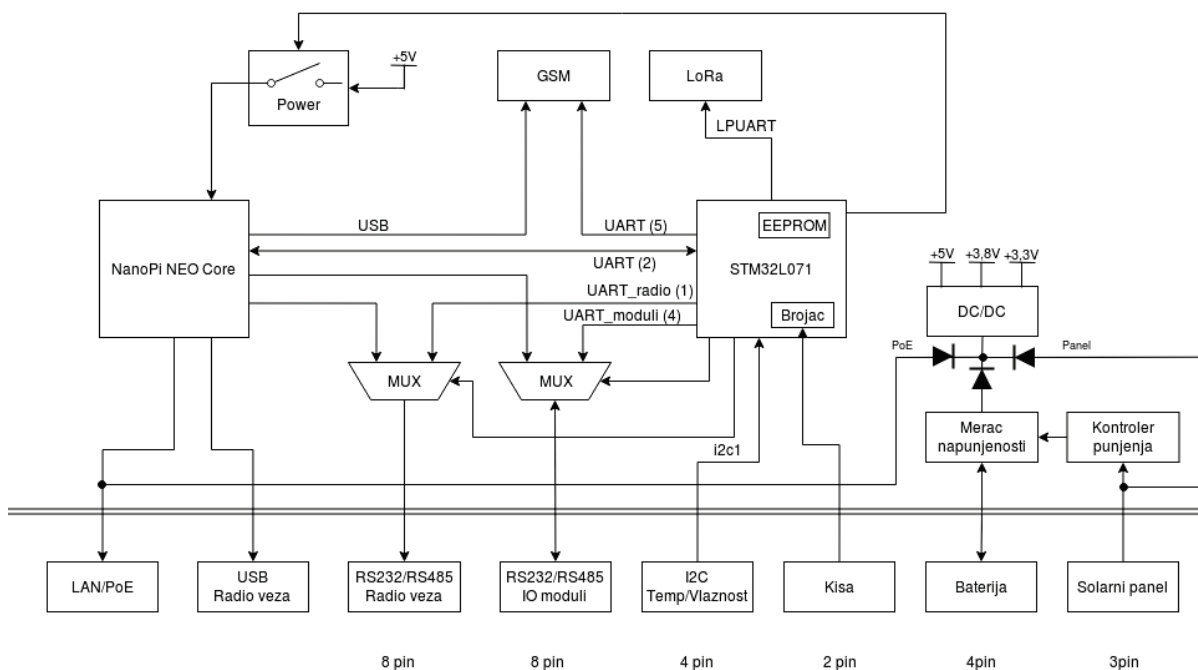 +5V
Power
GSM
LoRa
LPUART
USB
UART (5)
EEPROM
NanoPi NEO Core
UART (2)
STM32L071
UART_radio (1)
UART_moduli (4)
Brojac
+5V
+3,8V
+3,3V
DC/DC
PoE
Panel
MUX
MUX
Merac
napunjenosti
Kontroler
punjenja
i2c1
LAN/PoE
USB
Radio veza
RS232/RS485
Radio veza
RS232/RS485
IO moduli
I2C
Temp/Vlaznost
Kisa
Baterija
Solarni panel
8 pin
8 pin
4 pin
2 pin
4pin
3pin